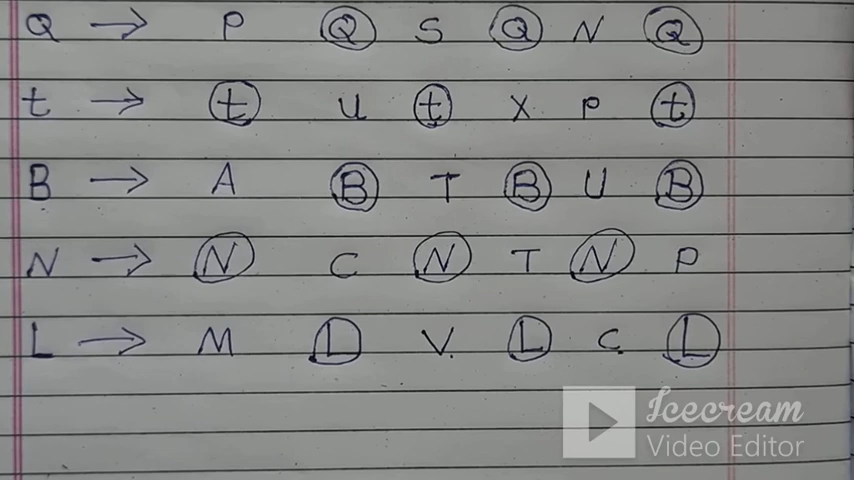 Q → P Q S Q N Q
t → t U t X P t
B → A B T B U B
N → N C N T N P
L → M L V. L C L
Icecream
Video Editor